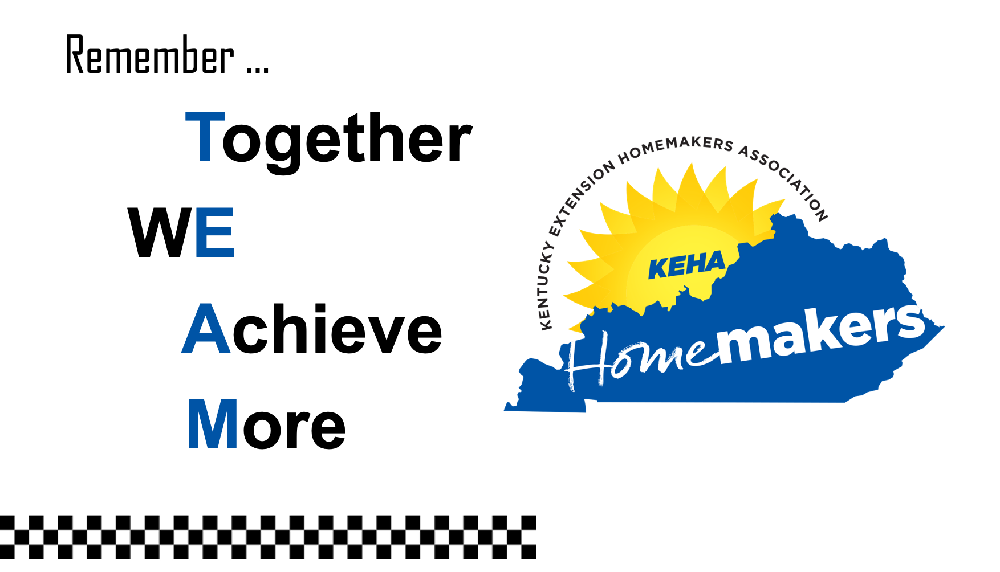 Remember ...
Together
WE
Achieve
More
KENTUCKY EXTENSION HOMEMAKERS ASSOCIATION
KEHA
Homemakers